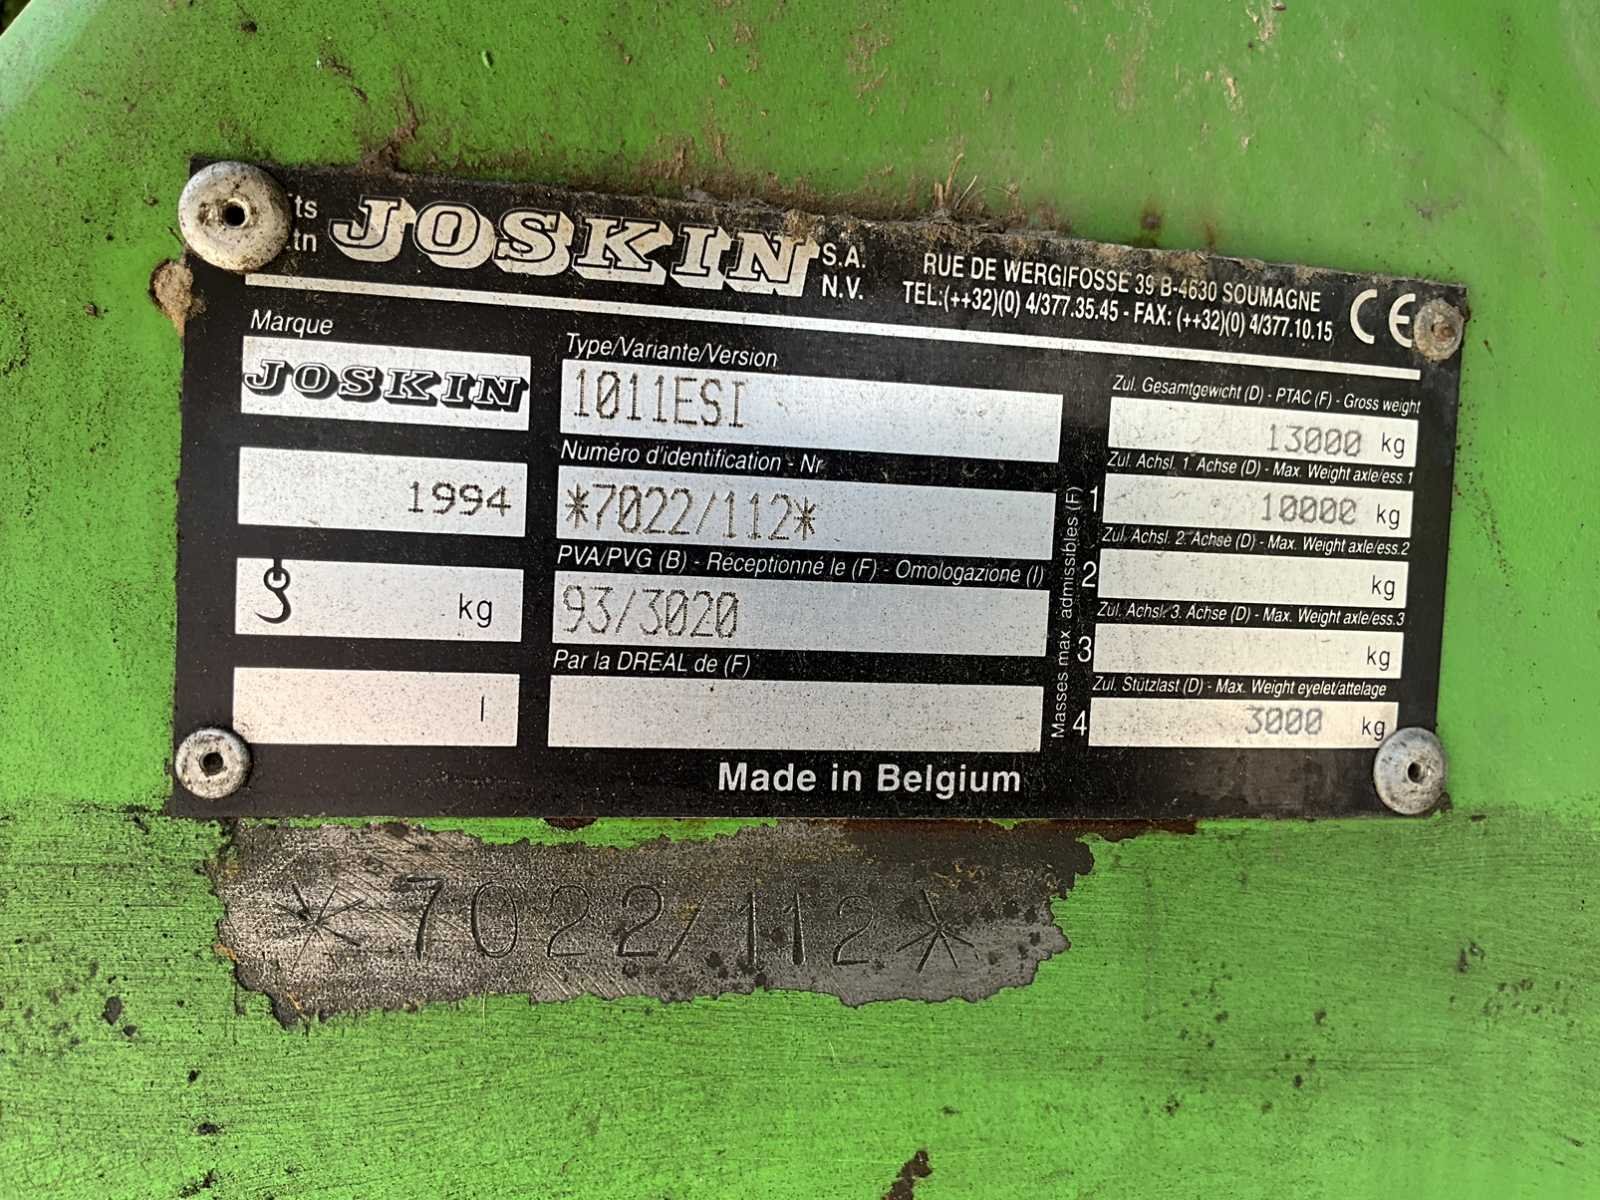 JOSKIN S.A. N.V.
RUE DE WERGIFOSSE 39 B-4630 SOUMAGNE
TEL:(++32)(0) 4/377.35.45 - FAX: (++32)(0) 4/377.10.15
CE
Marque
JOSKIN
1994
kg
l
Type/Variante/Version
1011ESI
Numéro d'identification - Nr
*7022/112*
PVA/PVG (B) - Réceptionné le (F) - Omologazione (I)
93/3020
Par la DREAL de (F)
Masses max. admissibles (F)
Zul. Gesamtgewicht (D) - PTAC (F) - Gross weight
13000 kg
Zul. Achsl. 1. Achse (D) - Max. Weight axle/ess.1
1 10000 kg
Zul. Achsl. 2. Achse (D) - Max. Weight axle/ess.2
2 kg
Zul. Achsl. 3. Achse (D) - Max. Weight axle/ess.3
3 kg
Zul. Stützlast (D) - Max. Weight eyelet/attelage
4 3000 kg
Made in Belgium
*7022/112*